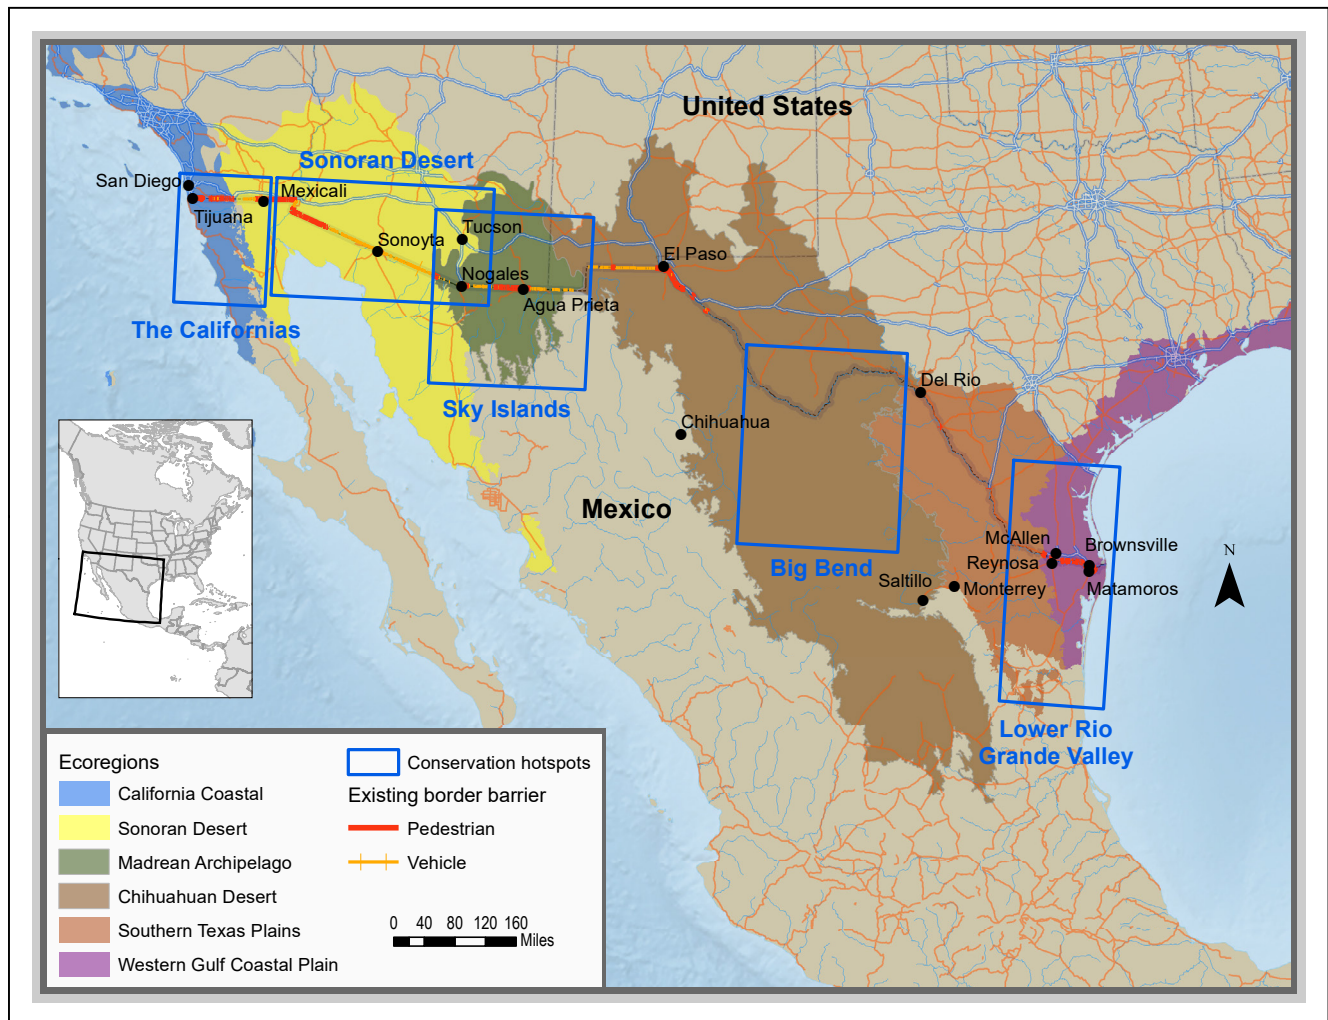 United States
Sonoran Desert
San Diego
Mexicali
Tijuana
Tucson
Sonoyta
El Paso
Nogales
Agua Prieta
The Californias
Del Rio
Sky Islands
Chihuahua
Mexico
McAllen
Brownsville
N
Reynosa
Big Bend
Saltillo
Monterrey
Matamoros
Lower Rio
Grande Valley
Ecoregions
California Coastal
Sonoran Desert
Madrean Archipelago
Chihuahuan Desert
Southern Texas Plains
Western Gulf Coastal Plain
Conservation hotspots
Existing border barrier
Pedestrian
Vehicle
0 40 80 120 160
Miles